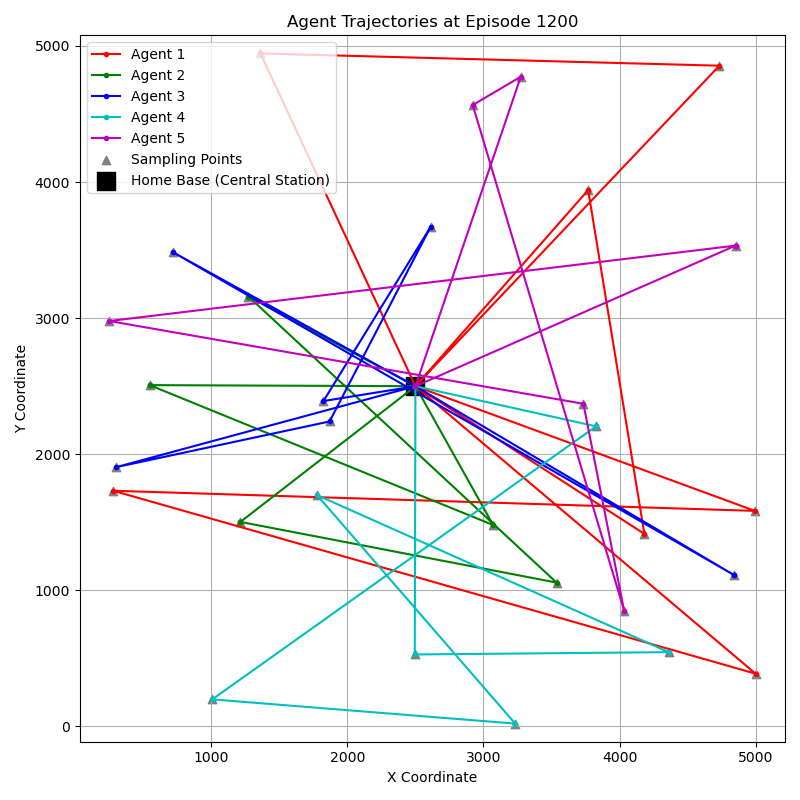 Agent Trajectories at Episode 1200
Agent 1
Agent 2
Agent 3
Agent 4
Agent 5
Sampling Points
Home Base (Central Station)
5000
4000
3000
2000
1000
0
Y Coordinate
1000 2000 3000 4000 5000
X Coordinate